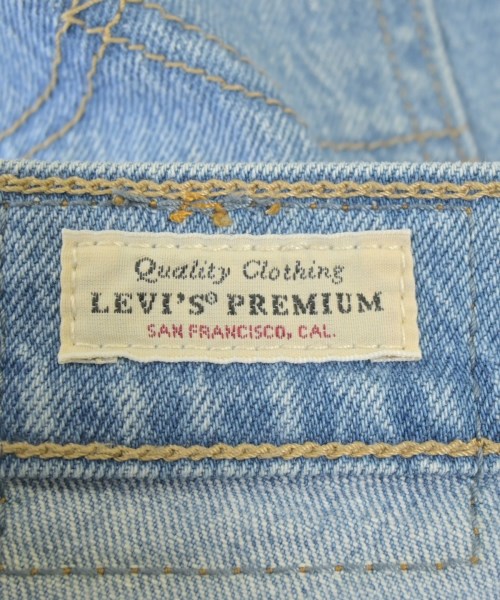 Quality Clothing
LEVI'S® PREMIUM
SAN FRANCISCO, CAL.